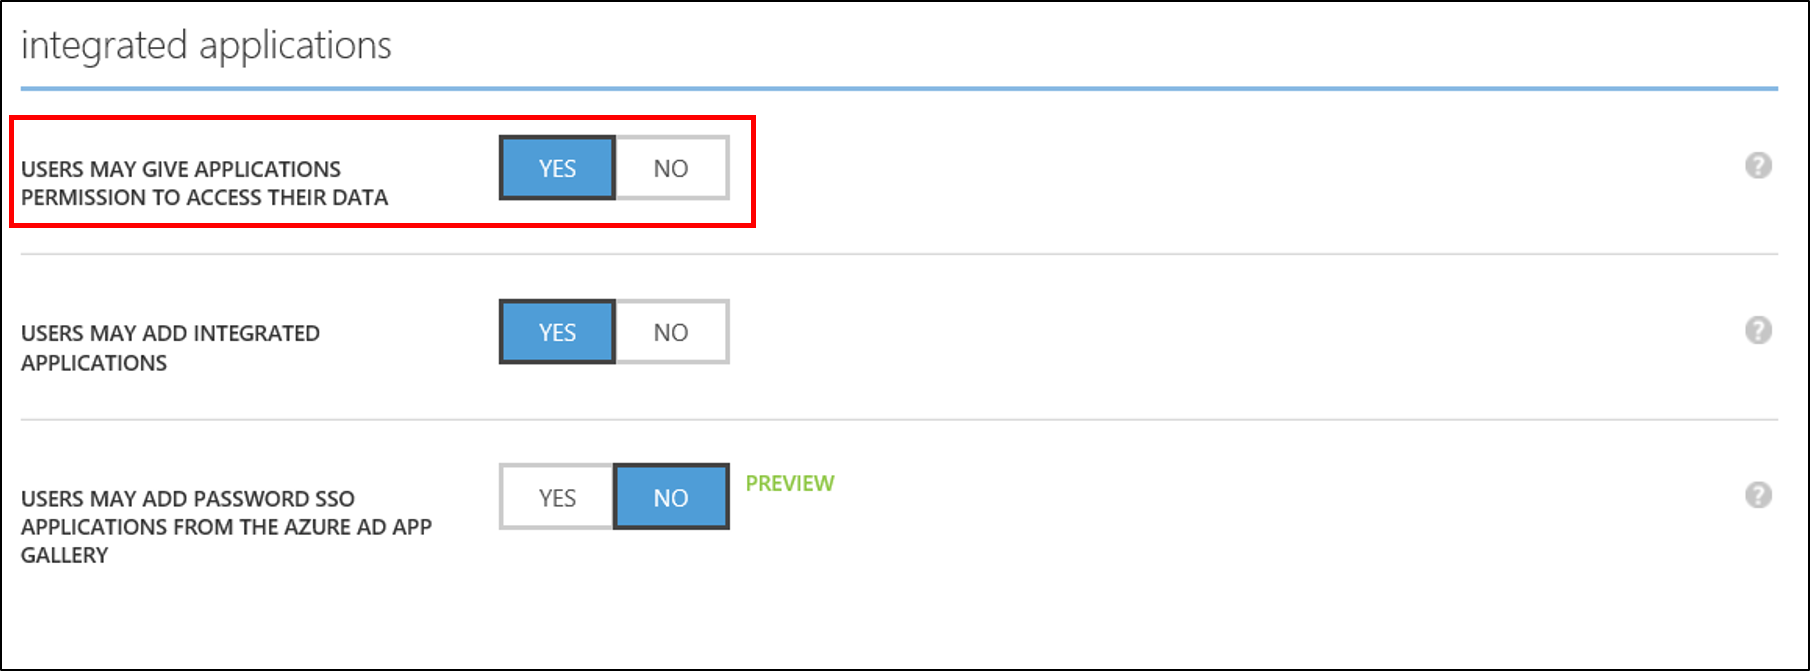 integrated applications
USERS MAY GIVE APPLICATIONS
PERMISSION TO ACCESS THEIR DATA
YES NO
?
USERS MAY ADD INTEGRATED
APPLICATIONS
YES NO
?
USERS MAY ADD PASSWORD SSO
APPLICATIONS FROM THE AZURE AD APP
GALLERY
YES NO
PREVIEW
?